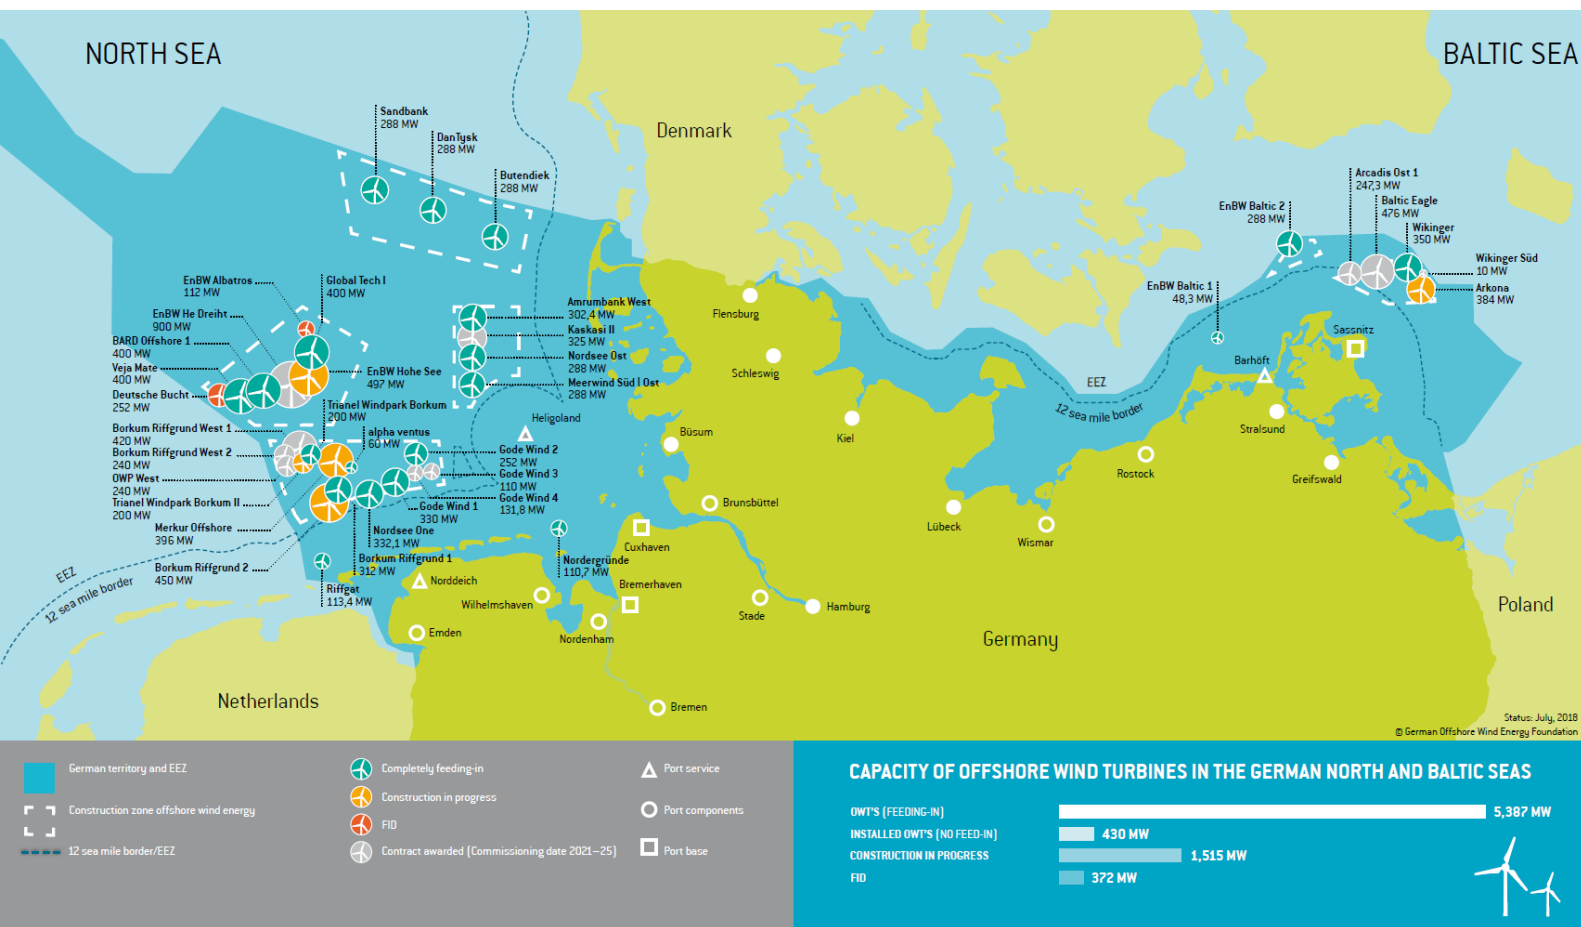 NORTH SEA
BALTIC SEA
Denmark
Sandbank
288 MW
DanTysk
288 MW
Butendiek
288 MW
EnBW Albatros
112 MW
Global Tech I
400 MW
EnBW He Dreiht
900 MW
BARD Offshore 1
400 MW
Veja Mate
400 MW
Deutsche Bucht
252 MW
EnBW Hohe See
497 MW
Trianel Windpark Borkum
200 MW
alpha ventus
60 MW
Borkum Riffgrund West 1
420 MW
Borkum Riffgrund West 2
240 MW
OWP West
240 MW
Trianel Windpark Borkum II
200 MW
Merkur Offshore
396 MW
Borkum Riffgrund 2
450 MW
Amrumbank West
302,4 MW
Kaskasi II
325 MW
Nordsee Ost
288 MW
Meerwind Süd | Ost
288 MW
Heligoland
Gode Wind 2
252 MW
Gode Wind 3
110 MW
Gode Wind 4
131,8 MW
Gode Wind 1
330 MW
Nordsee One
332,1 MW
Borkum Riffgrund 1
312 MW
Riffgat
113,4 MW
Nordergründe
110,7 MW
EEZ
12 sea mile border
Arcadis Ost 1
247,3 MW
Baltic Eagle
476 MW
EnBW Baltic 2
288 MW
Wikinger
350 MW
Wikinger Süd
10 MW
Arkona
384 MW
EnBW Baltic 1
48,3 MW
EEZ
12 sea mile border
Flensburg
Schleswig
Kiel
Büsum
Brunsbüttel
Cuxhaven
Bremerhaven
Norddeich
Wilhelmshaven
Emden
Nordenham
Stade
Hamburg
Bremen
Lübeck
Wismar
Rostock
Barhöft
Sassnitz
Stralsund
Greifswald
Netherlands
Germany
Poland
Status: July, 2018
© German Offshore Wind Energy Foundation
German territory and EEZ
Construction zone offshore wind energy
12 sea mile border/EEZ
Completely feeding-in
Construction in progress
FID
Contract awarded (Commissioning date 2021–25)
Port service
Port components
Port base
CAPACITY OF OFFSHORE WIND TURBINES IN THE GERMAN NORTH AND BALTIC SEAS
OWT'S (FEEDING-IN) 5,387 MW
INSTALLED OWT'S (NO FEED-IN) 430 MW
CONSTRUCTION IN PROGRESS 1,515 MW
FID 372 MW